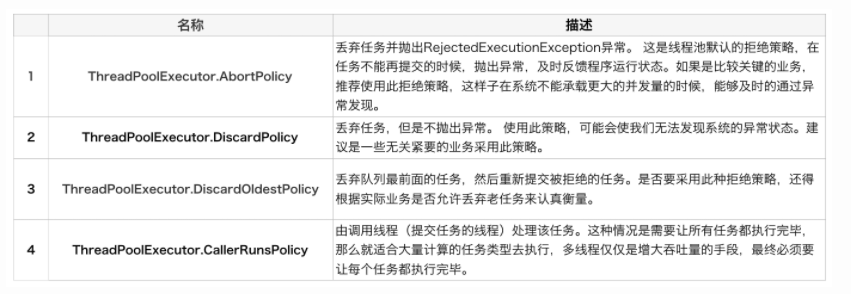 名称 描述
丢弃任务并抛出RejectedExecutionException异常。 这是线程池默认的拒绝策略，在
任务不能再提交的时候，抛出异常，及时反馈程序运行状态。如果是比较关键的业务，
1 ThreadPoolExecutor.AbortPolicy
推荐使用此拒绝策略，这样子在系统不能承载更大的并发量的时候，能够及时的通过异
常发现。
2 ThreadPoolExecutor.DiscardPolicy
丢弃任务，但是不抛出异常。 使用此策略，可能会使我们无法发现系统的异常状态。建
议是一些无关紧要的业务采用此策略。
3 ThreadPoolExecutor.DiscardOldestPolicy
丢弃队列最前面的任务，然后重新提交被拒绝的任务。是否要采用此种拒绝策略，还得
根据实际业务是否允许丢弃老任务来认真衡量。
4 ThreadPoolExecutor.CallerRunsPolicy
由调用线程（提交任务的线程）处理该任务。这种情况是需要让所有任务都执行完毕，
那么就适合大量计算的任务类型去执行，多线程仅仅是增大吞吐量的手段，最终必须要
让每个任务都执行完毕。